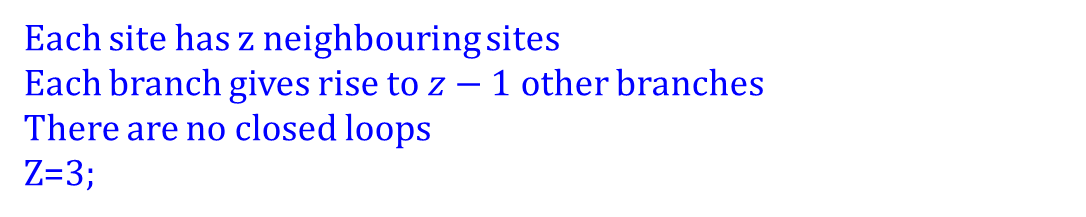 Each site has z neighbouring sites
Each branch gives rise to z − 1 other branches
There are no closed loops
Z=3;